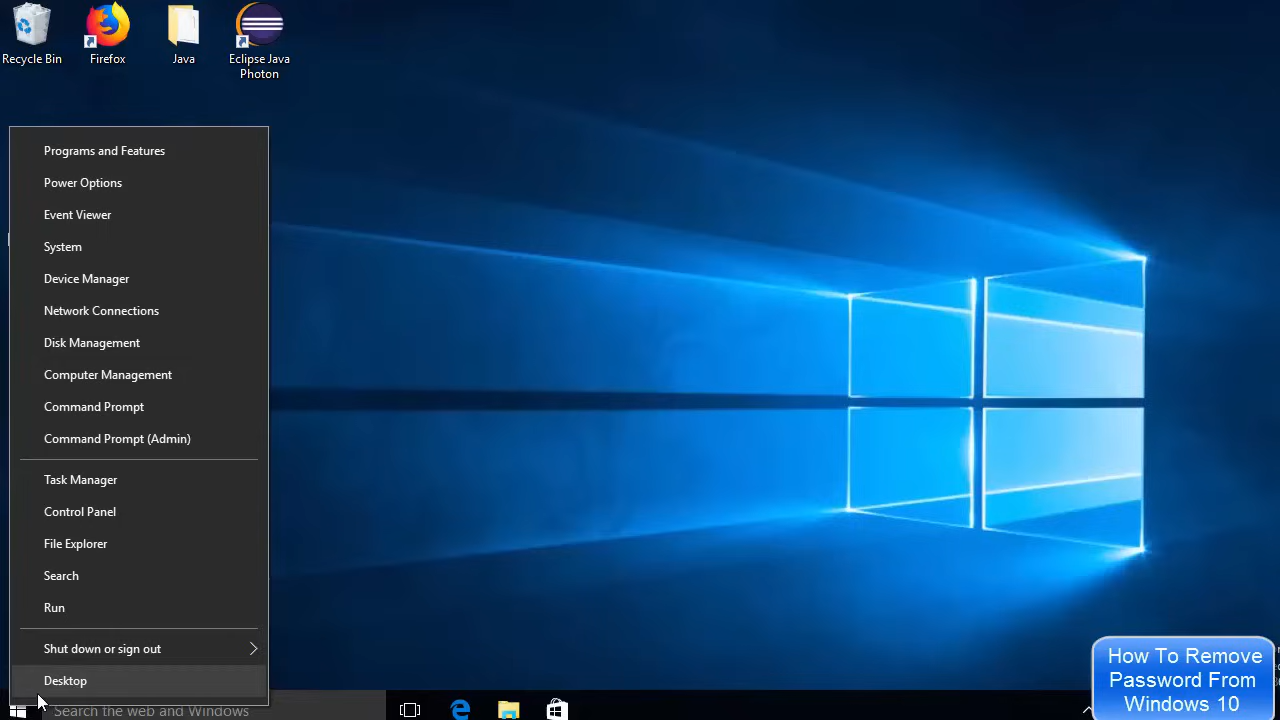 Recycle Bin
Firefox
Java
Eclipse Java
Photon
Programs and Features
Power Options
Event Viewer
System
Device Manager
Network Connections
Disk Management
Computer Management
Command Prompt
Command Prompt (Admin)
Task Manager
Control Panel
File Explorer
Search
Run
Shut down or sign out
Desktop
Search the web and Windows
How To Remove
Password From
Windows 10